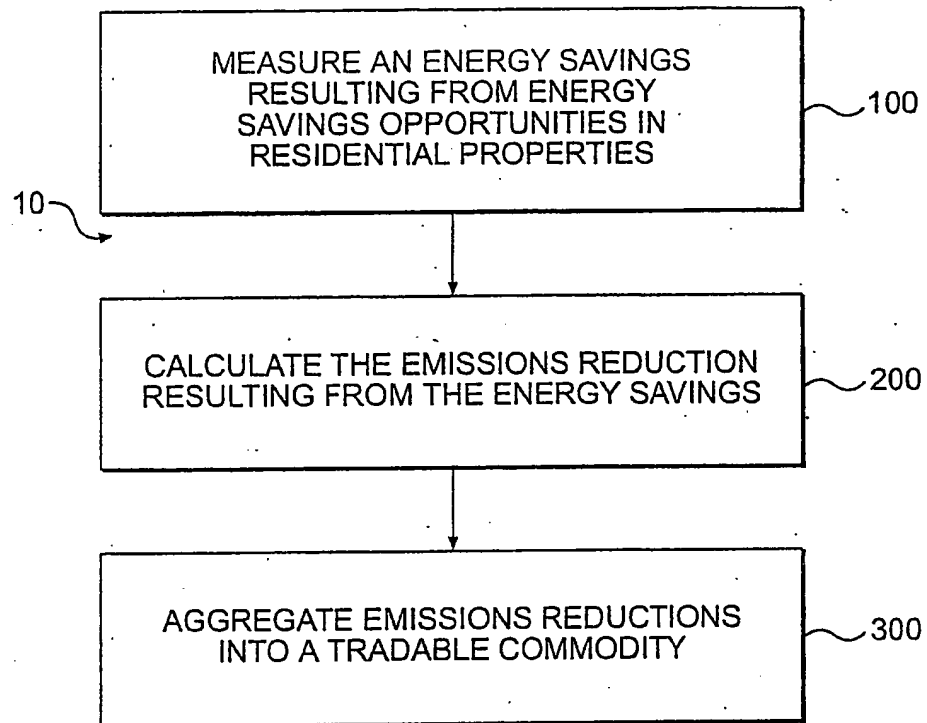 MEASURE AN ENERGY SAVINGS
RESULTING FROM ENERGY
SAVINGS OPPORTUNITIES IN
RESIDENTIAL PROPERTIES
100
10
CALCULATE THE EMISSIONS REDUCTION
RESULTING FROM THE ENERGY SAVINGS
200
AGGREGATE EMISSIONS REDUCTIONS
INTO A TRADABLE COMMODITY
300